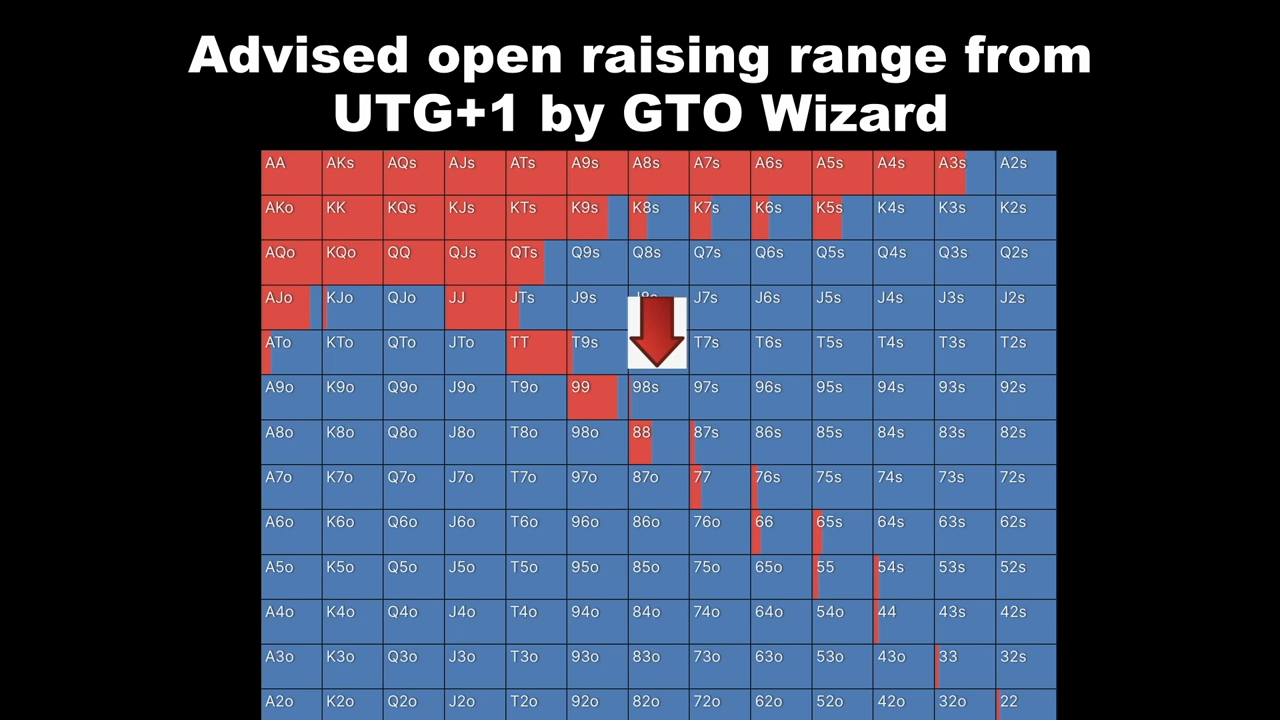 Advised open raising range from
UTG+1 by GTO Wizard
AA AKs AQs AJs ATs A9s A8s A7s A6s A5s A4s A3s A2s
AKo KK KQs KJs KTs K9s K8s K7s K6s K5s K4s K3s K2s
AQo KQo QQ QJs QTs Q9s Q8s Q7s Q6s Q5s Q4s Q3s Q2s
AJo KJo QJo JJ JTs J9s J7s J6s J5s J4s J3s J2s
ATo KTo QTo JTo TT T9s T7s T6s T5s T4s T3s T2s
A9o K9o Q9o J9o T9o 99 98s 97s 96s 95s 94s 93s 92s
A8o K8o Q8o J8o T8o 98o 88 87s 86s 85s 84s 83s 82s
A7o K7o Q7o J7o T7o 97o 87o 77 76s 75s 74s 73s 72s
A6o K6o Q6o J6o T6o 96o 86o 76o 66 65s 64s 63s 62s
A5o K5o Q5o J5o T5o 95o 85o 75o 65o 55 54s 53s 52s
A4o K4o Q4o J4o T4o 94o 84o 74o 64o 54o 44 43s 42s
A3o K3o Q3o J3o T3o 93o 83o 73o 63o 53o 43o 33 32s
A2o K2o Q2o J2o T2o 92o 82o 72o 62o 52o 42o 32o 22